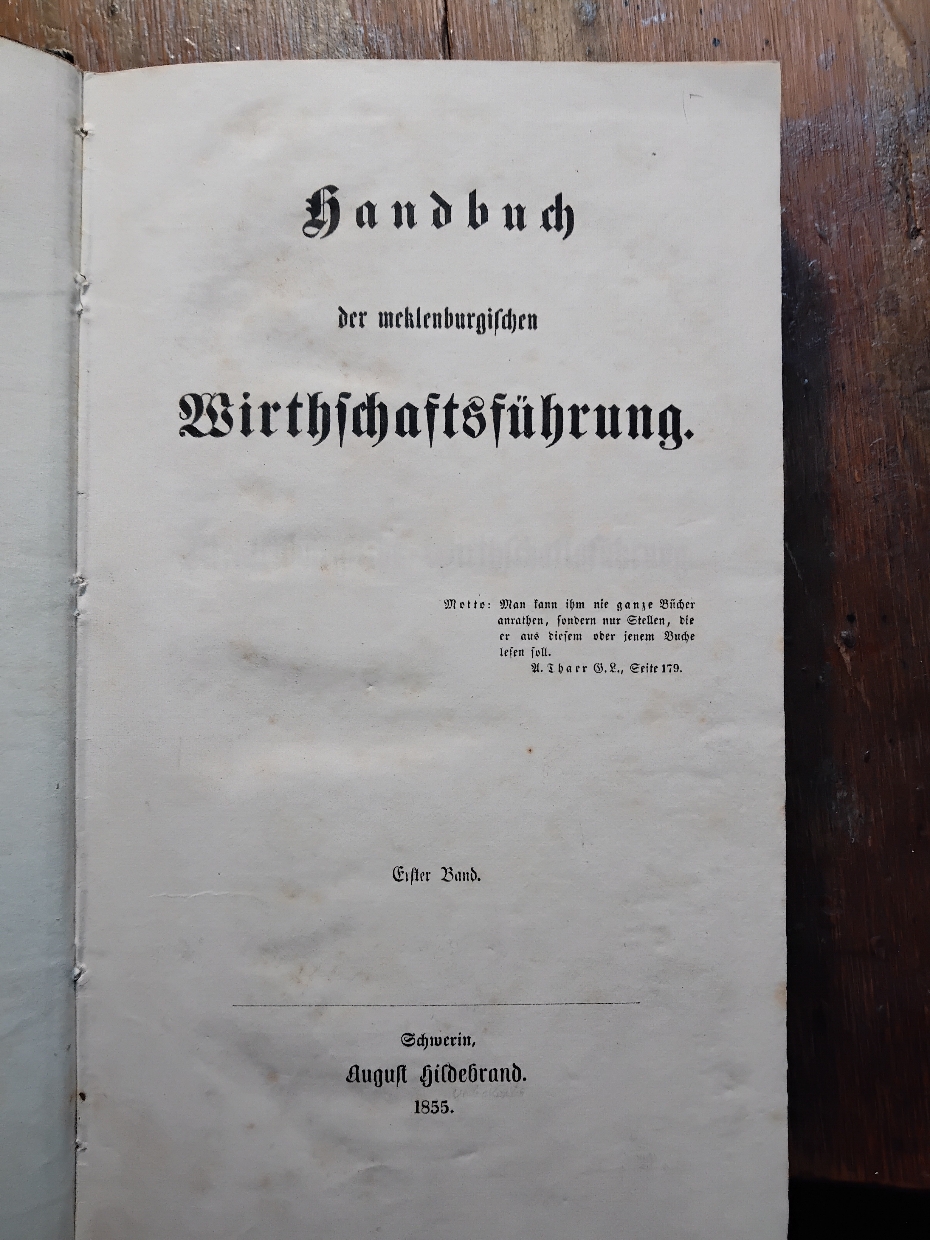 Handbuch
der meklenburgischen
Wirthschaftsführung.
Motto: Man kann ihm nie ganze Bücher
anrathen, sondern nur Stellen, die
er aus diesem oder jenem Buche
lesen soll.
A. Thaer G.L., Seite 179.
Erster Band.
Schwerin,
August Hildebrand.
1855.